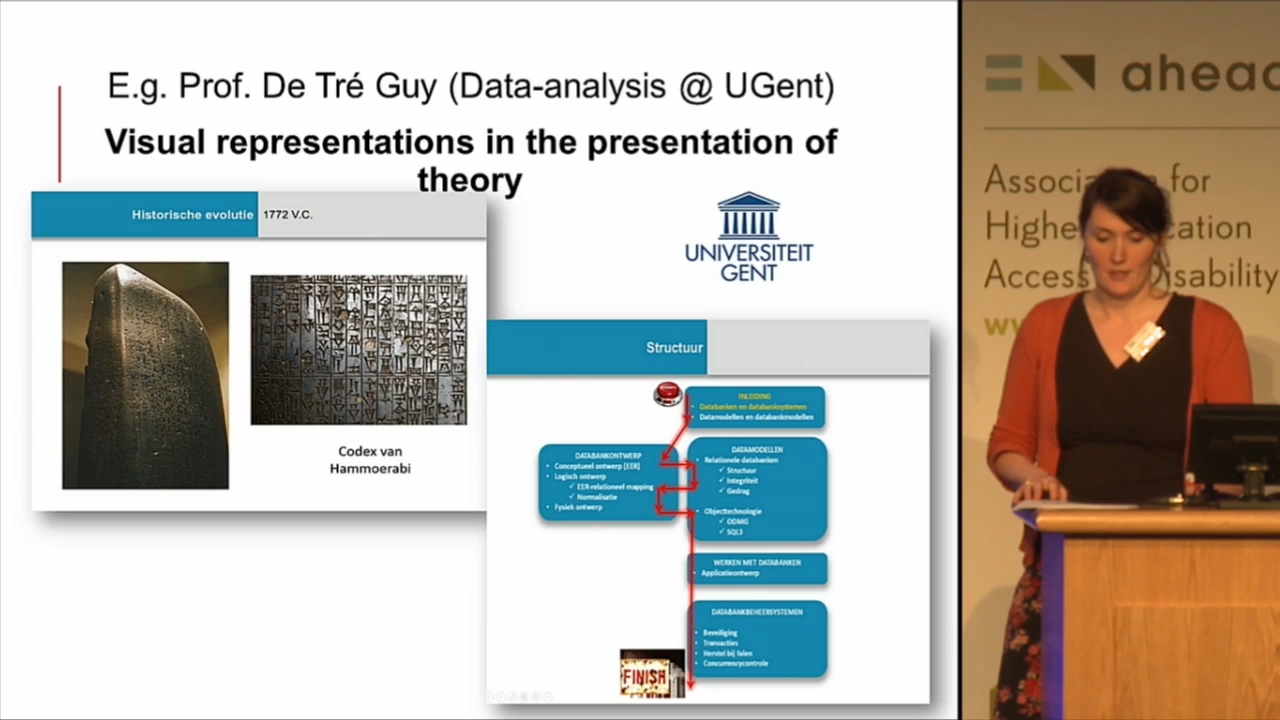 E.g. Prof. De Tré Guy (Data-analysis @ UGent)
Visual representations in the presentation of
theory
Historische evolutie
1772 V.C.
Codex van
Hammoerabi
UNIVERSITEIT
GENT
Structuur
INLEIDING
• Databanken en databanksystemen
• Datamodellen en databankmodellen
DATABANKONTWERP
• Conceptueel ontwerp (EER)
• Logisch ontwerp
✓ EER-relationeel mapping
✓ Normalisatie
• Fysiek ontwerp
DATAMODELLEN
• Relationele databanken
✓ Structuur
✓ Integriteit
✓ Gedrag
• Objecttechnologie
✓ ODMG
✓ SQL3
WERKEN MET DATABANKEN
• Applicatieontwerp
DATABANKBEHEERSYSTEMEN
• Beveiliging
• Transacties
• Herstel bij falen
• Concurrencycontrole
FINISH
ahead
Association for
Higher Education
Access Disability